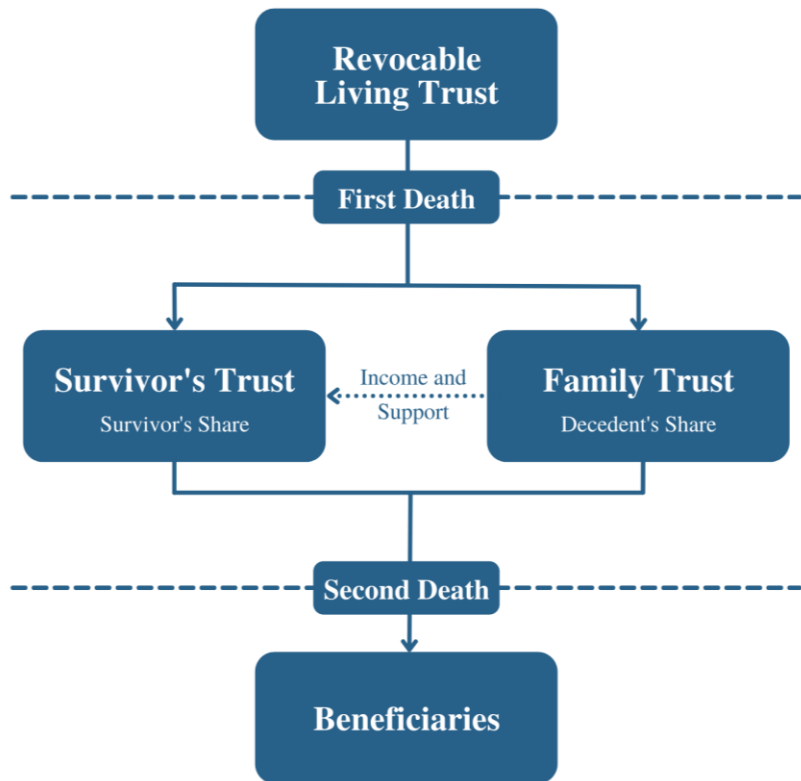 Revocable
Living Trust
First Death
Survivor's Trust
Survivor's Share
Income and
Support
Family Trust
Decedent's Share
Second Death
Beneficiaries